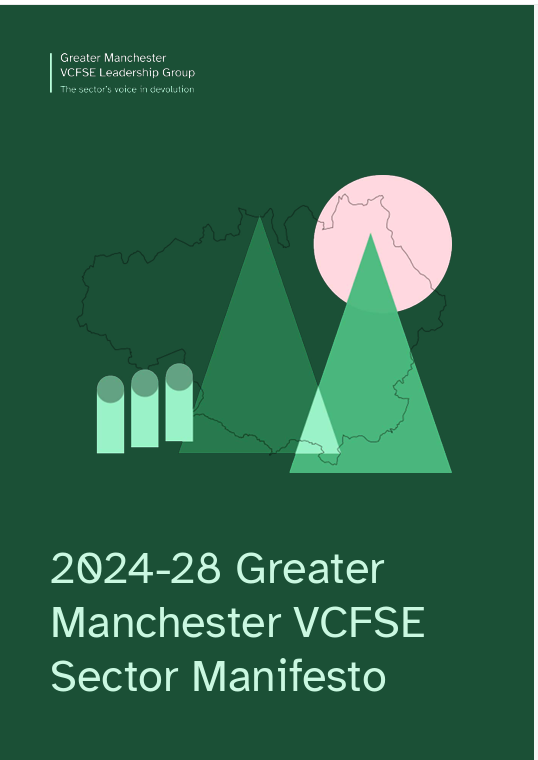 Greater Manchester
VCFSE Leadership Group
The sector's voice in devolution
2024-28 Greater
Manchester VCFSE
Sector Manifesto